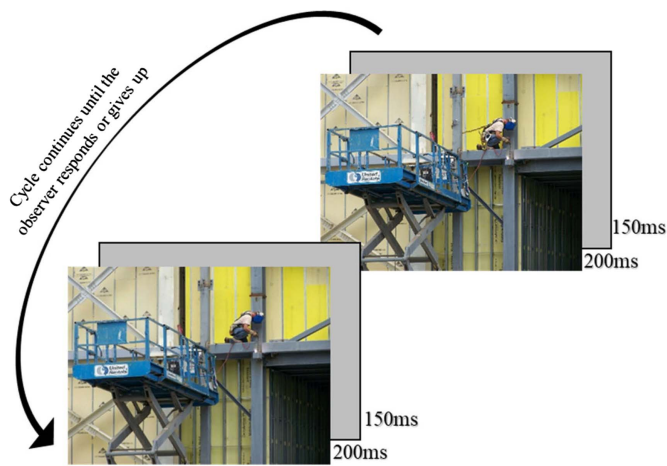 Cycle continues until the
observer responds or gives up
150ms
200ms
150ms
200ms